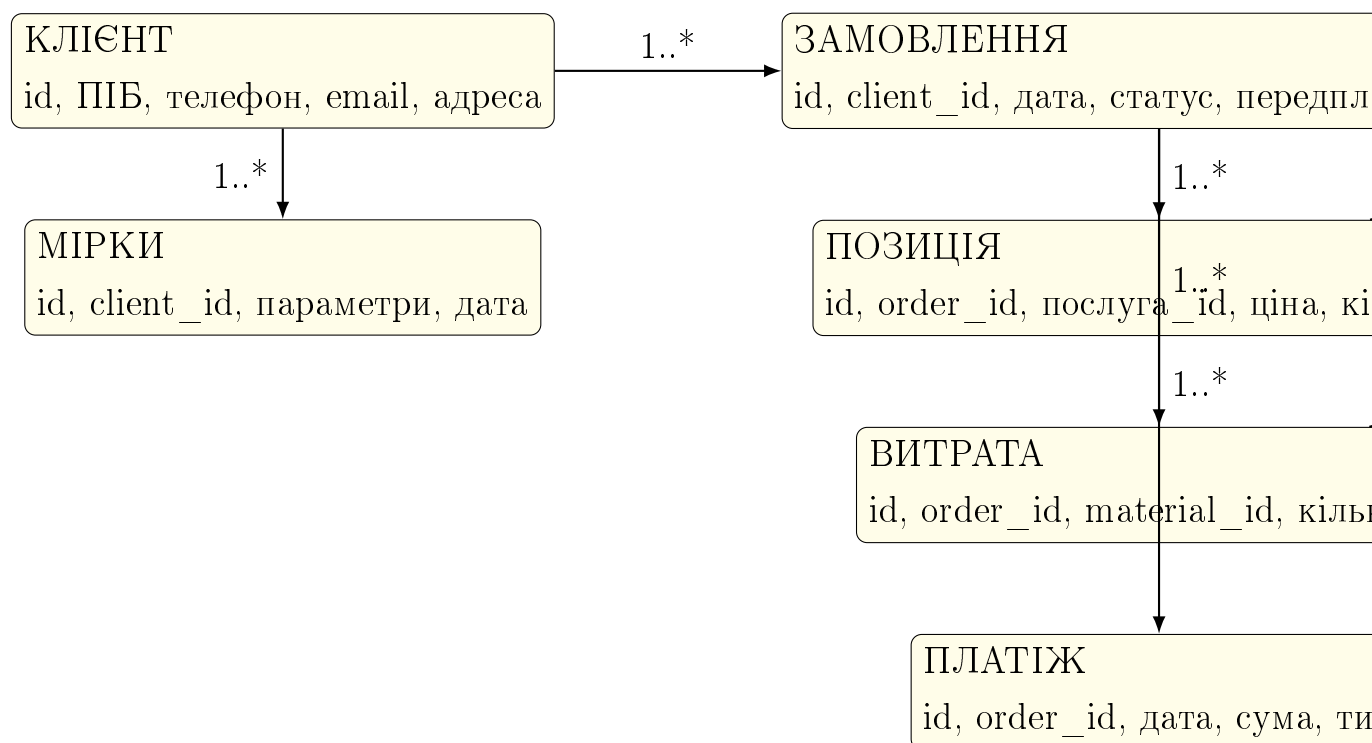 КЛІЄНТ
id, ПІБ, телефон, email, адреса
1..*
ЗАМОВЛЕННЯ
id, client_id, дата, статус, передпл
1..*
1..*
МІРКИ
id, client_id, параметри, дата
ПОЗИЦІЯ
1..*
id, order_id, послуга_id, ціна, кі
1..*
ВИТРАТА
id, order_id, material_id, кільк
ПЛАТІЖ
id, order_id, дата, сума, ти